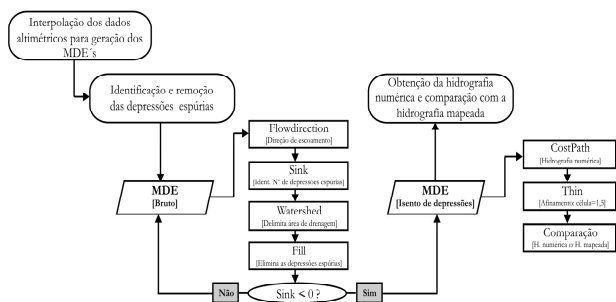 Interpolação dos dados
altimétricos para geração dos
MDE´s
Identificação e remoção
das depressões espúrias
MDE
[Bruto]
Flowdirection
[Direção de escoamento]
Sink
[Ident. Nº de depressões espúrias]
Watershed
[Delimita área de drenagem]
Fill
[Elimina as depressões espúrias]
Não
Sink < 0 ?
Sim
Obtenção da hidrografia
numérica e comparação com a
hidrografia mapeada
MDE
[Isento de depressões]
CostPath
[Hidrografia numérica]
Thin
[Afinamento: célula=1,5]
Comparação